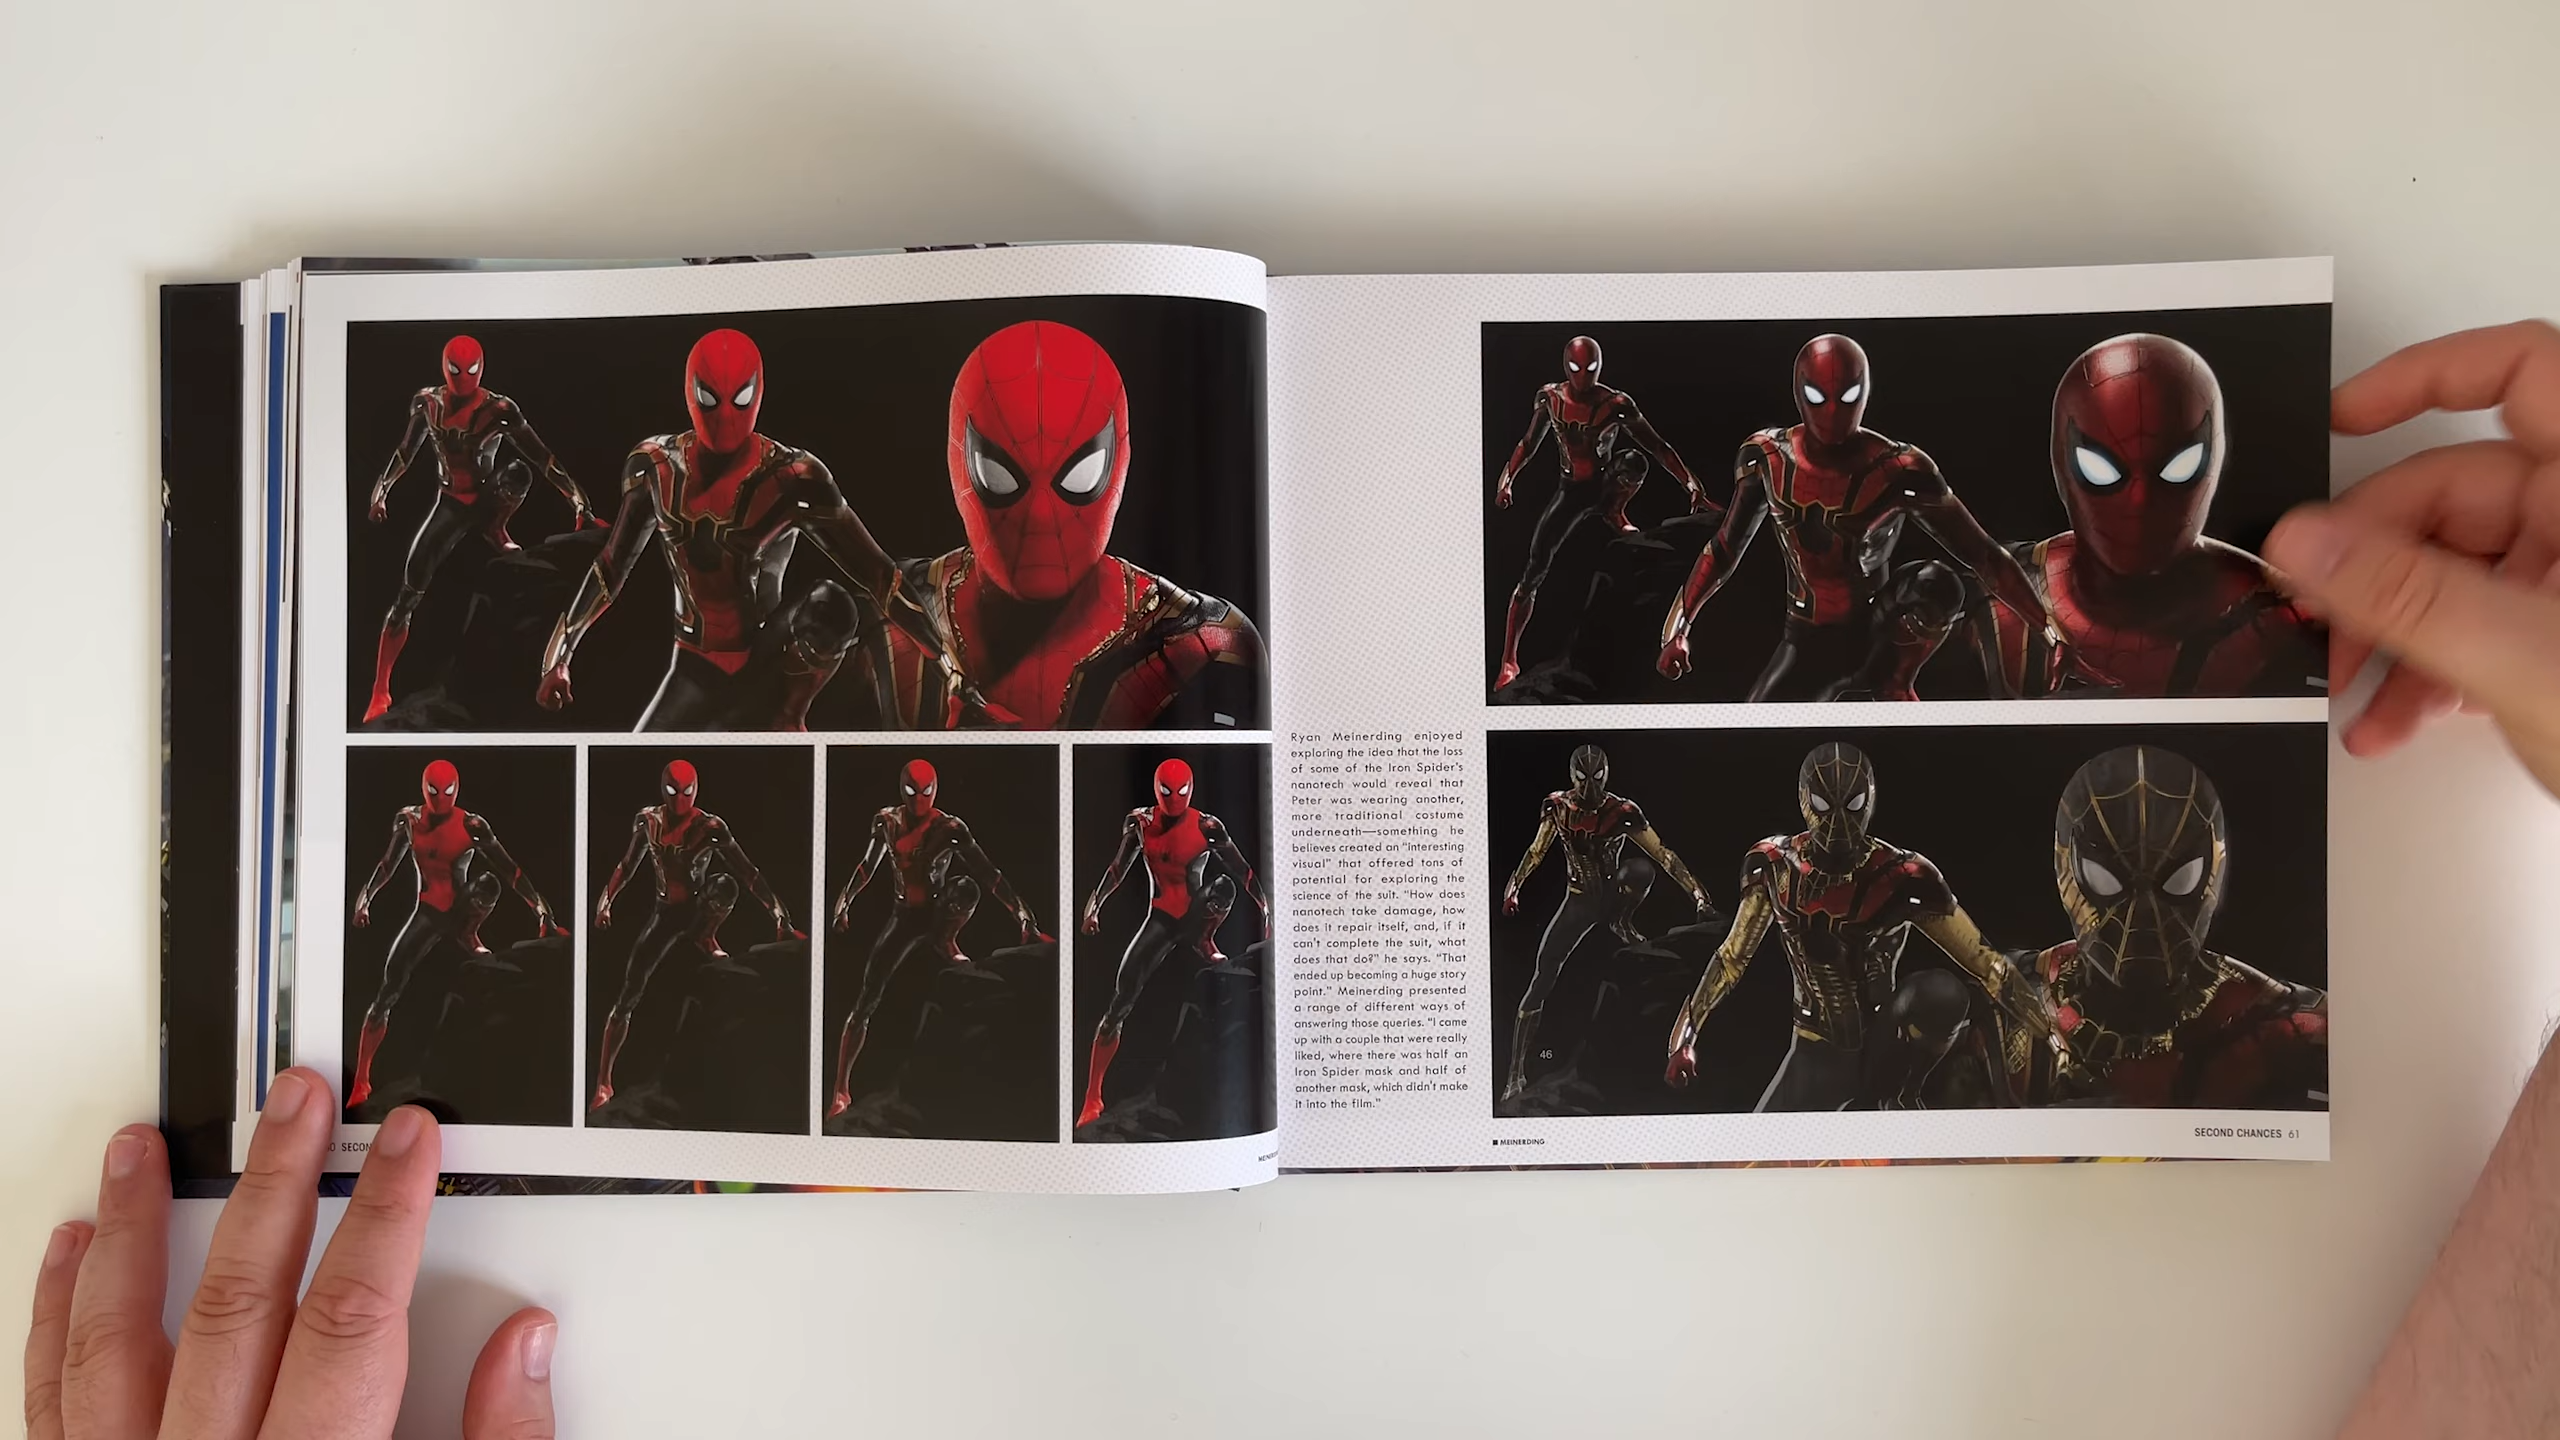 Ryan Meinerding enjoyed
exploring the idea that the loss
of some of the Iron Spider's
nanotech would reveal that
Peter was wearing another,
more traditional costume
underneath—something he
believes created an "interesting
visual" that offered tons of
potential for exploring the
science of the suit. "How does
nanotech take damage, how
does it repair itself, and, if it
can't complete the suit, what
does that do?" he says. "That
ended up becoming a huge story
point." Meinerding presented
a range of different ways of
answering those queries. "I came
up with a couple that were really
liked, where there was half an
Iron Spider mask and half of
another mask, which didn't make
it into the film."
46
MEINERDING
SECOND CHANCES 61